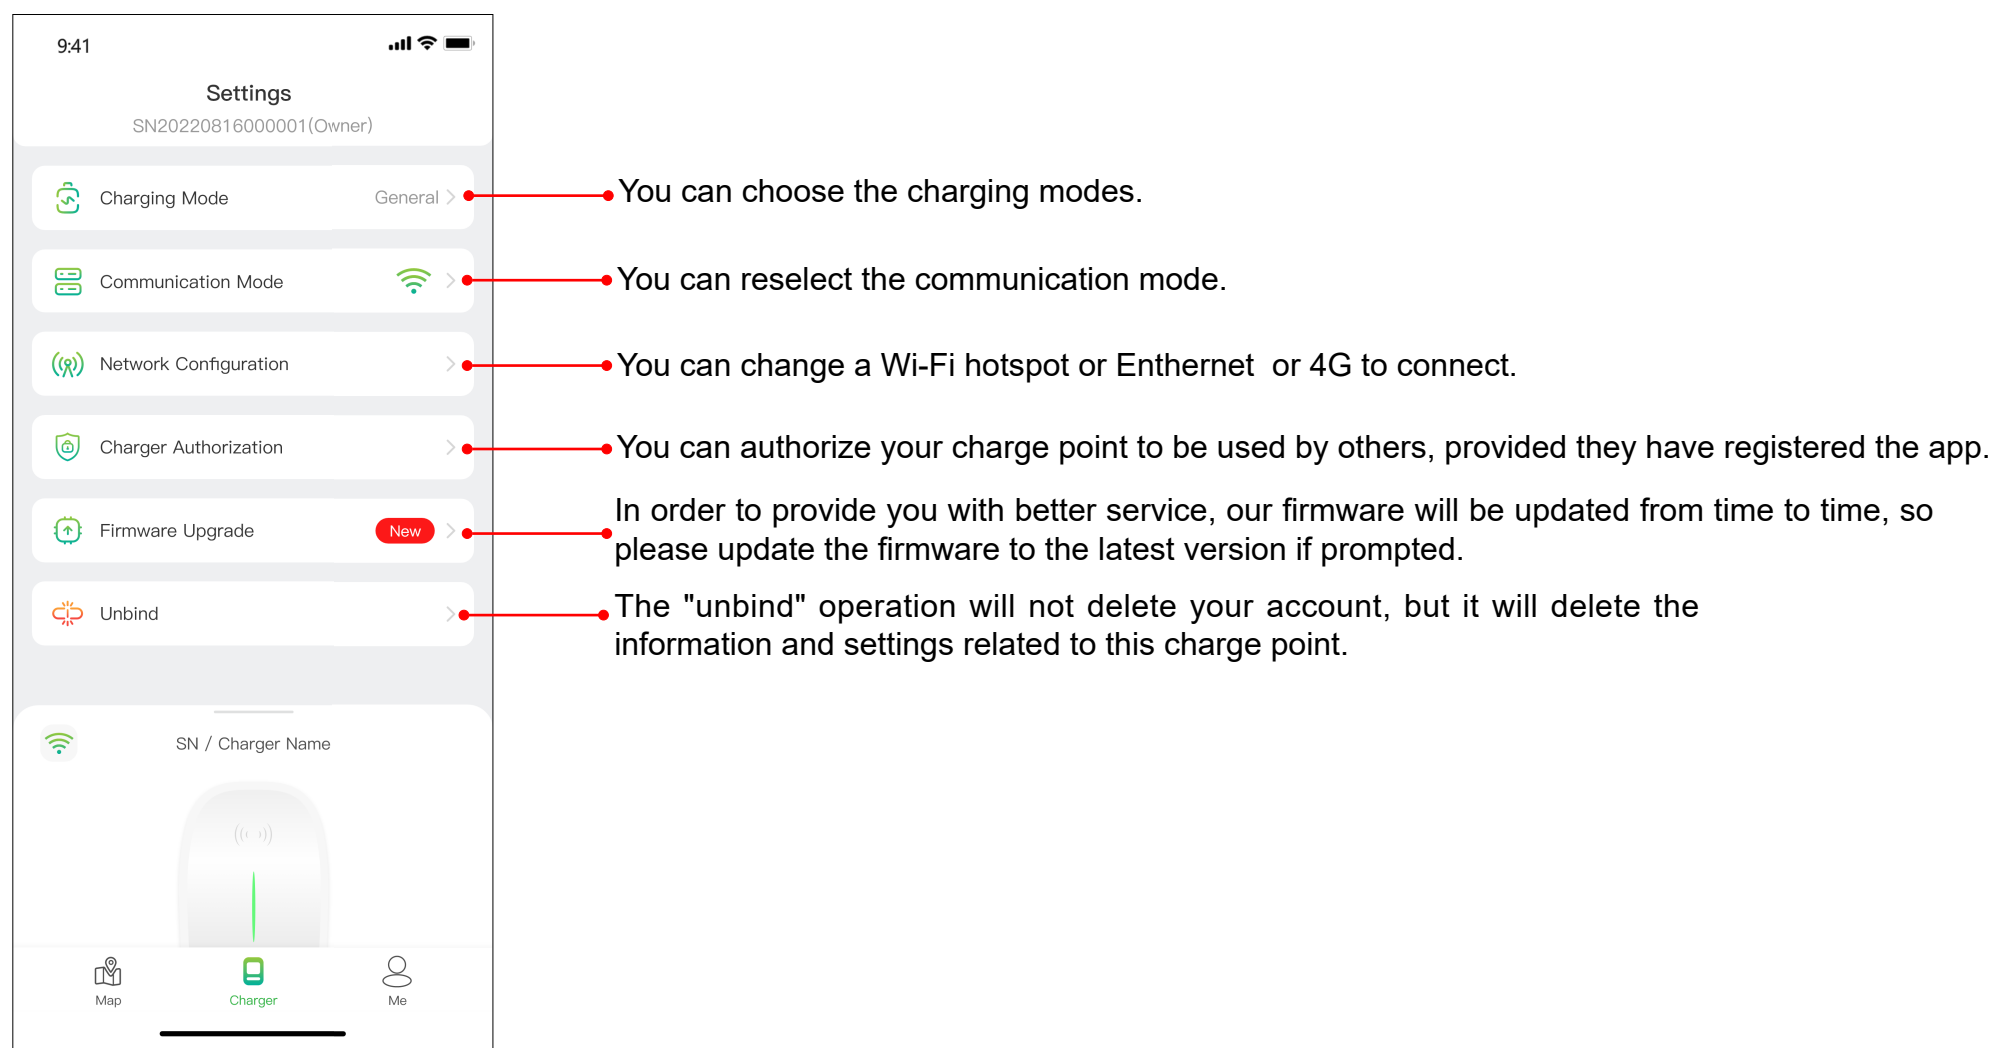 9:41
Settings
SN20220816000001(Owner)
Charging Mode General
You can choose the charging modes.
Communication Mode
You can reselect the communication mode.
Network Configuration
You can change a Wi-Fi hotspot or Enthernet  or 4G to connect.
Charger Authorization
You can authorize your charge point to be used by others, provided they have registered the app.
Firmware Upgrade New
In order to provide you with better service, our firmware will be updated from time to time, so
please update the firmware to the latest version if prompted.
Unbind
The "unbind" operation will not delete your account, but it will delete the
information and settings related to this charge point.
SN / Charger Name
Map Charger Me